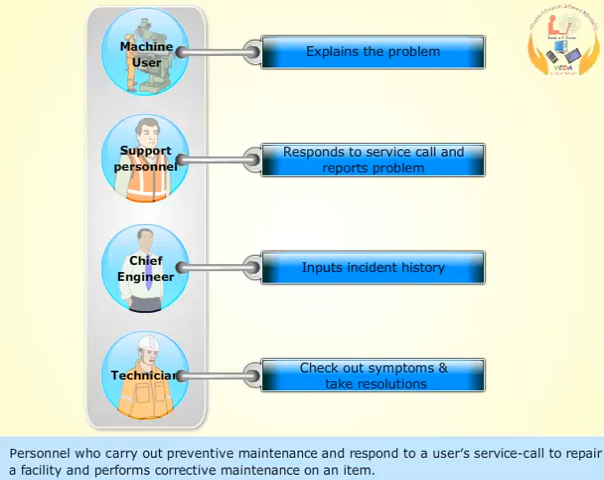 Machine
User
Explains the problem
Support
personnel
Responds to service call and
reports problem
Chief
Engineer
Inputs incident history
Technician
Check out symptoms &
take resolutions
VEDA
Personnel who carry out preventive maintenance and respond to a user's service-call to repair
a facility and performs corrective maintenance on an item.